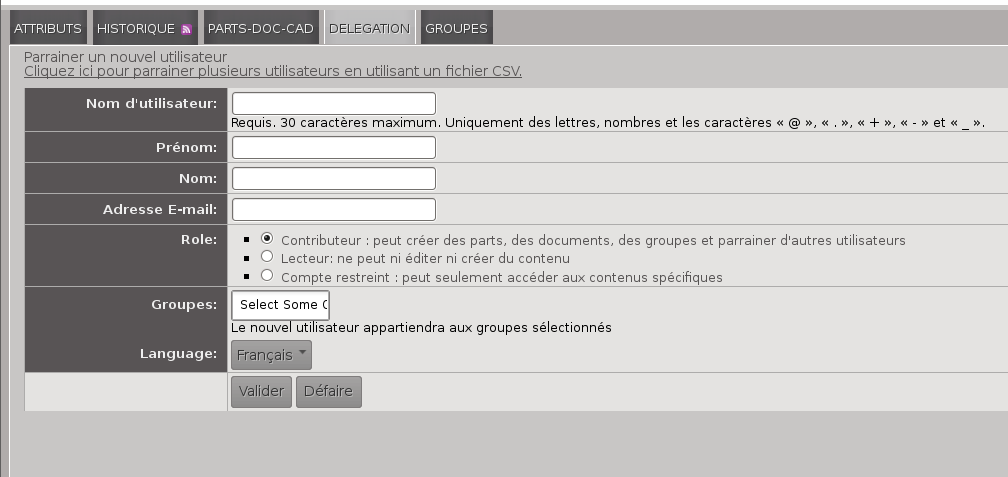 ATTRIBUTS HISTORIQUE PARTS-DOC-CAD DELEGATION GROUPES
Parrainer un nouvel utilisateur
Cliquez ici pour parrainer plusieurs utilisateurs en utilisant un fichier CSV.
Nom d'utilisateur:
Requis. 30 caractères maximum. Uniquement des lettres, nombres et les caractères « @ », « . », « + », « - » et « _ ».
Prénom:
Nom:
Adresse E-mail:
Role:
Contributeur : peut créer des parts, des documents, des groupes et parrainer d'autres utilisateurs
Lecteur: ne peut ni éditer ni créer du contenu
Compte restreint : peut seulement accéder aux contenus spécifiques
Groupes: Select Some
Le nouvel utilisateur appartiendra aux groupes sélectionnés
Language: Français
Valider Défaire